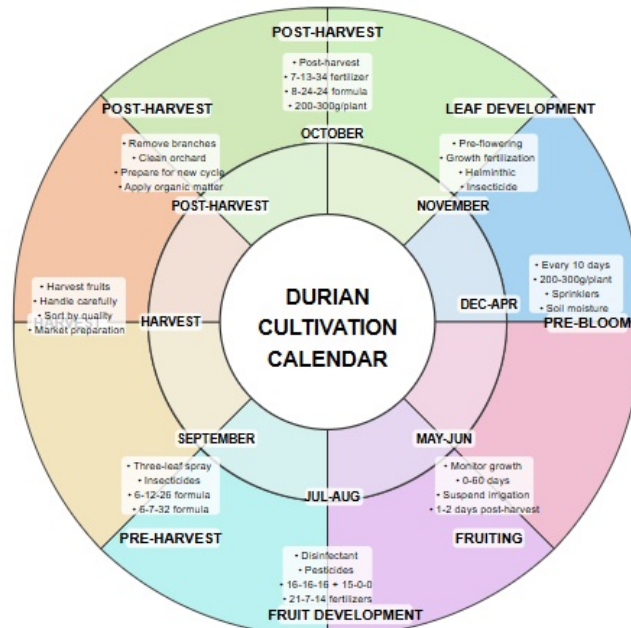 POST-HARVEST
• Post-harvest
• 7-13-34 fertilizer
• 8-24-24 formula
• 200-300g/plant
OCTOBER
LEAF DEVELOPMENT
• Pre-flowering
• Growth fertilization
• Helminthic
• Insecticide
NOVEMBER
• Every 10 days
• 200-300g/plant
• Sprinklers
• Soil moisture
DEC-APR
PRE-BLOOM
MAY-JUN
• Monitor growth
• 0-60 days
• Suspend irrigation
• 1-2 days post-harvest
FRUITING
JUL-AUG
• Disinfectant
• Pesticides
• 16-16-16 + 15-0-0
• 21-7-14 fertilizers
FRUIT DEVELOPMENT
SEPTEMBER
• Three-leaf spray
• Insecticides
• 6-12-26 formula
• 6-7-32 formula
PRE-HARVEST
HARVEST
• Harvest fruits
• Handle carefully
• Sort by quality
HARVEST
• Market preparation
POST-HARVEST
• Remove branches
• Clean orchard
• Prepare for new cycle
• Apply organic matter
POST-HARVEST
DURIAN
CULTIVATION
CALENDAR